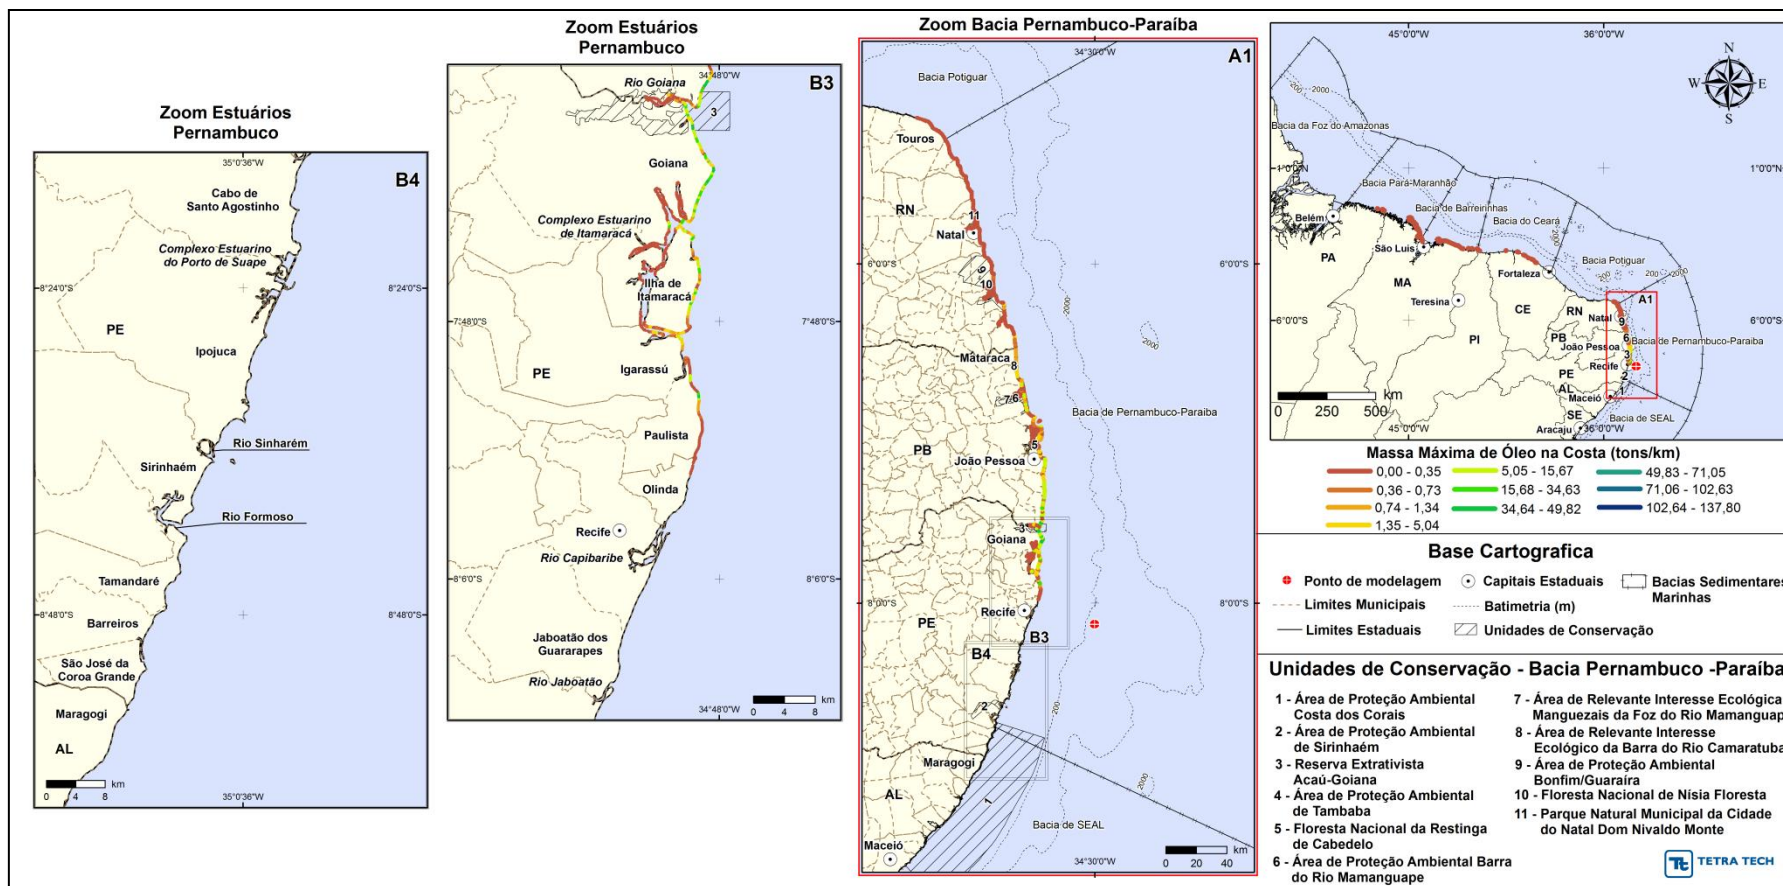 Zoom Estuários
Pernambuco
35°0'36"W
B4
Cabo de
Santo Agostinho
Complexo Estuarino
do Porto de Suape
8°24'0"S
8°24'0"S
PE
Ipojuca
Rio Sinharém
Sirinhaém
Rio Formoso
Tamandaré
8°48'0"S
8°48'0"S
Barreiros
São José da
Coroa Grande
Maragogi
AL
0 4 8 km
35°0'36"W
Zoom Estuários
Pernambuco
34°48'0"W
B3
Rio Goiana
3
Goiana
Complexo Estuarino
de Itamaracá
Ilha de
Itamaracá
7°48'0"S
7°48'0"S
Igarassú
PE
Paulista
Olinda
Recife
Rio Capibaribe
8°6'0"S
8°6'0"S
Jaboatão dos
Guararapes
Rio Jaboatão
0 4 8 km
34°48'0"W
Zoom Bacia Pernambuco-Paraíba
34°30'0"W
A1
Bacia Potiguar
Touros
RN
11
Natal
9
10
6°0'0"S
6°0'0"S
2000
2000
Mataraca
8
7
6
Bacia de Pernambuco-Paraiba
PB
5
João Pessoa
3
Goiana
8°0'0"S
8°0'0"S
Recife
PE
B3
B4
2
200
2000
Maragogi
1
AL
Bacia de SEAL
Maceió
0 20 40 km
34°30'0"W
45°0'0"W
36°0'0"W
N
W E
S
200
2000
Bacia da Foz do Amazonas
1°0'0"N
1°0'0"N
Bacia Pará-Maranhão
Bacia de Barreirinhas
Bacia do Ceará
2000
Belém
São Luis
Bacia Potiguar
Fortaleza
200
2000
PA
MA
Teresina
CE
PI
A1
RN
Natal
9
6°0'0"S
6°0'0"S
PB
João Pessoa
6
Bacia de Pernambuco-Paraiba
3
Recife
PE
2
AL
Maceió
1
SE
Bacia de SEAL
Aracaju
0 250 500 km
45°0'0"W
36°0'0"W
Massa Máxima de Óleo na Costa (tons/km)
0,00 - 0,35
5,05 - 15,67
49,83 - 71,05
0,36 - 0,73
15,68 - 34,63
71,06 - 102,63
0,74 - 1,34
34,64 - 49,82
102,64 - 137,80
1,35 - 5,04
Base Cartografica
Ponto de modelagem
Capitais Estaduais
Bacias Sedimentares
Marinhas
Limites Municipais
Batimetria (m)
Limites Estaduais
Unidades de Conservação
Unidades de Conservação - Bacia Pernambuco -Paraíba
1 - Área de Proteção Ambiental
Costa dos Corais
2 - Área de Proteção Ambiental
de Sirinhaém
3 - Reserva Extrativista
Acaú-Goiana
4 - Área de Proteção Ambiental
de Tambaba
5 - Floresta Nacional da Restinga
de Cabedelo
6 - Área de Proteção Ambiental Barra
do Rio Mamanguape
7 - Área de Relevante Interesse Ecológica
Manguezais da Foz do Rio Mamanguap
8 - Área de Relevante Interesse
Ecológico da Barra do Rio Camaratuba
9 - Área de Proteção Ambiental
Bonfim/Guaraíra
10 - Floresta Nacional de Nísia Floresta
11 - Parque Natural Municipal da Cidade
do Natal Dom Nivaldo Monte
Tt TETRA TECH